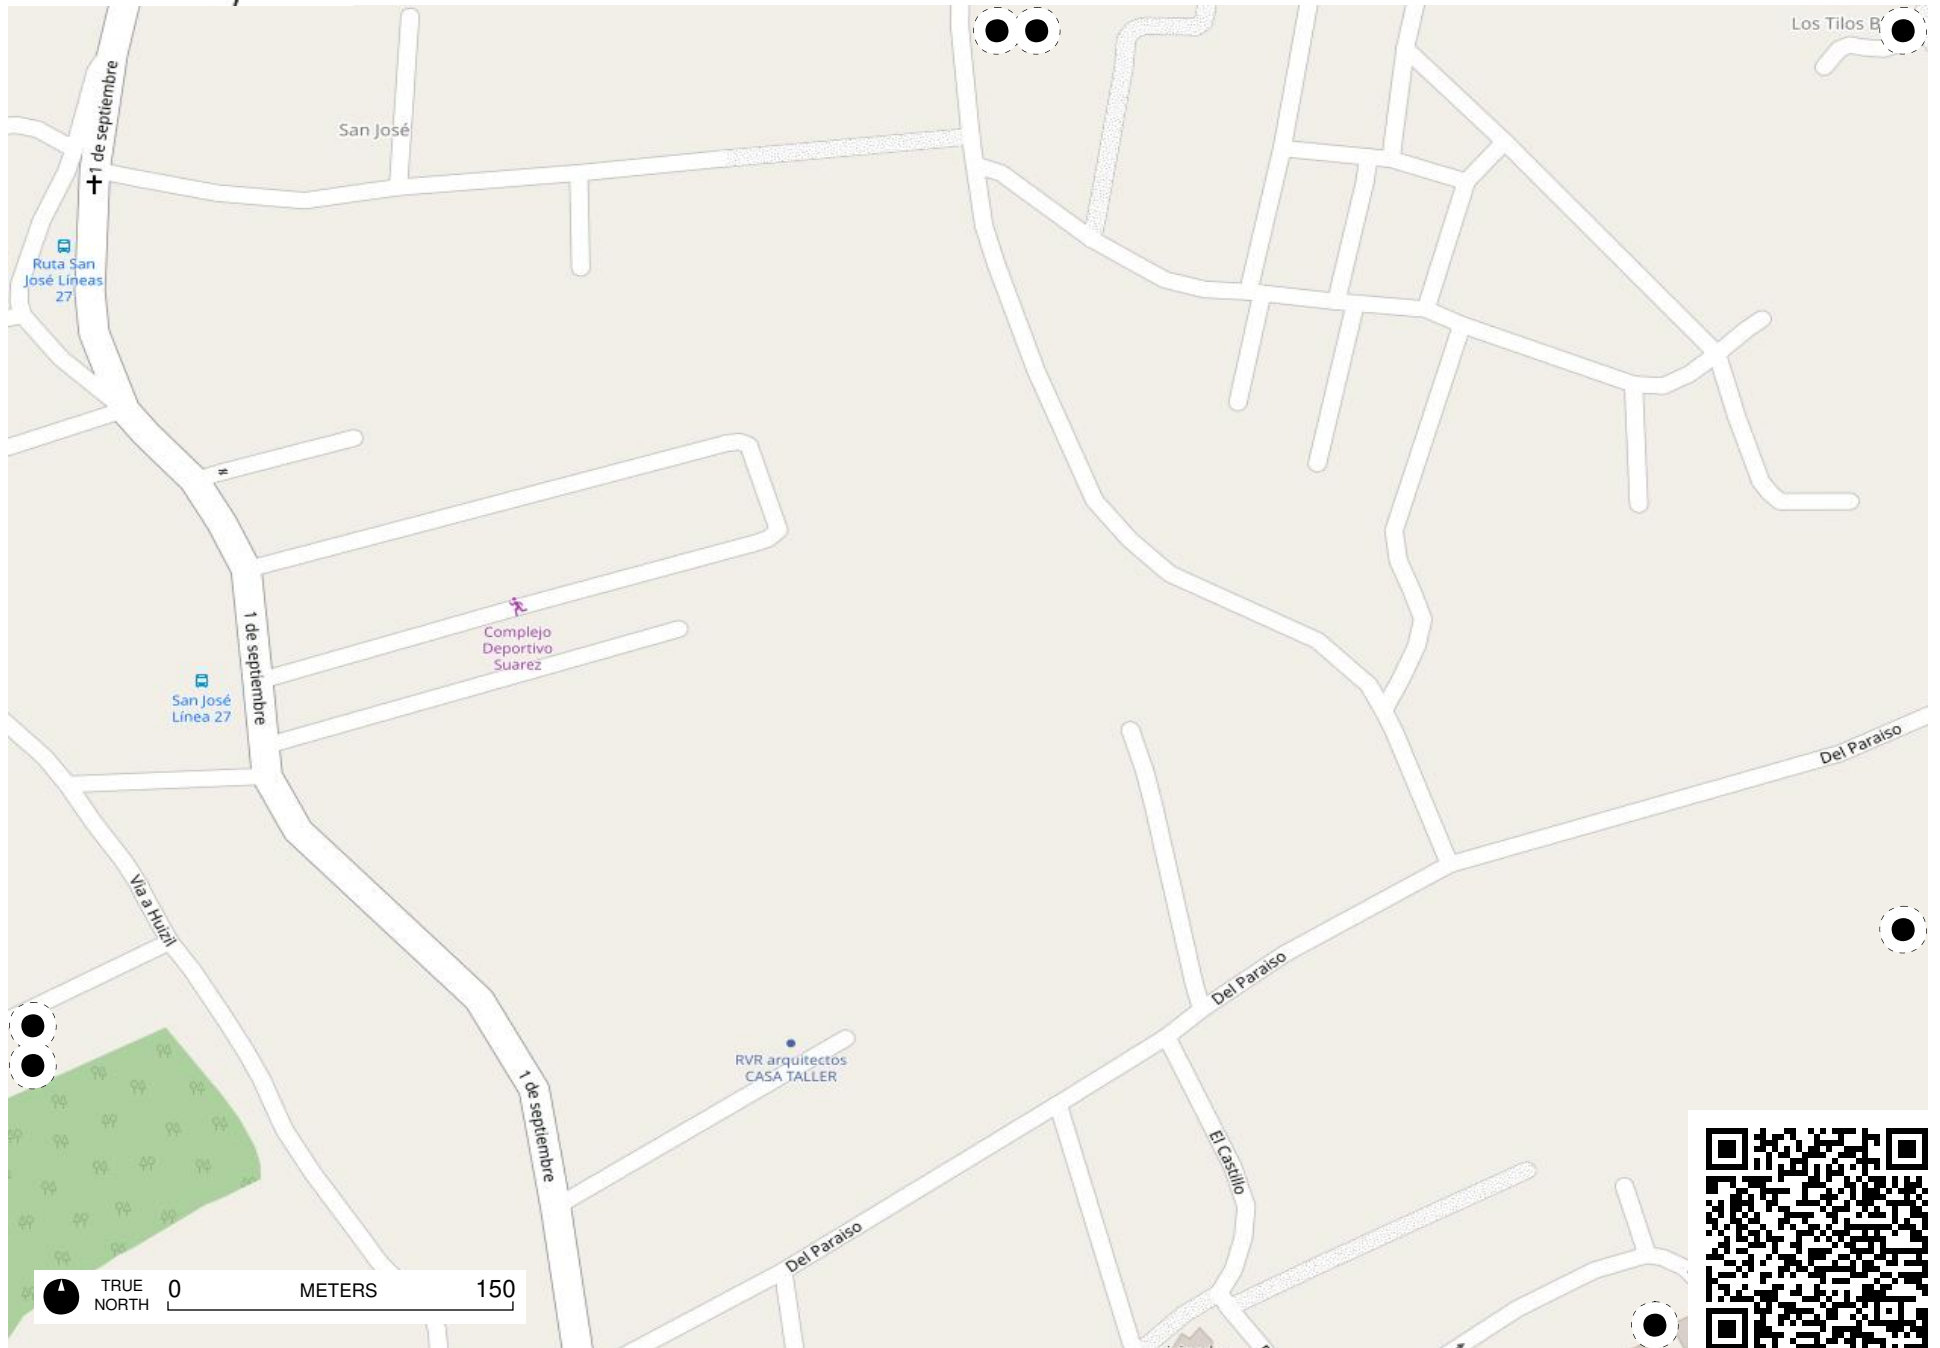 Los Tilos B
1 de septiembre
San José
Ruta San
José Líneas
27
Complejo
Deportivo
Suarez
1 de septiembre
San José
Línea 27
Del Paraiso
Via a Huizil
Del Paraiso
RVR arquitectos
CASA TALLER
1 de septiembre
El Castillo
Del Paraiso
TRUE
NORTH
0 METERS 150